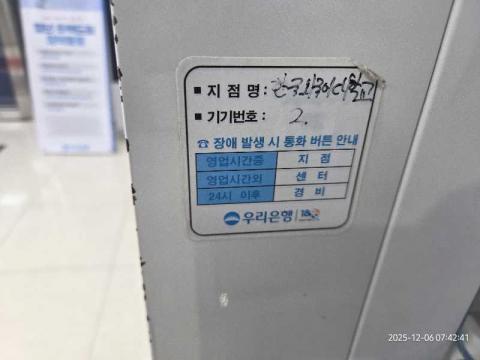 ■ 지 점 명 : 한국외국어대학교
■ 기기번호 : 2.
☎ 장애 발생 시 통화 버튼 안내
영업시간중 지 점
영업시간외 센 터
24시 이후 경 비
우리은행
2025-12-06 07:42:41